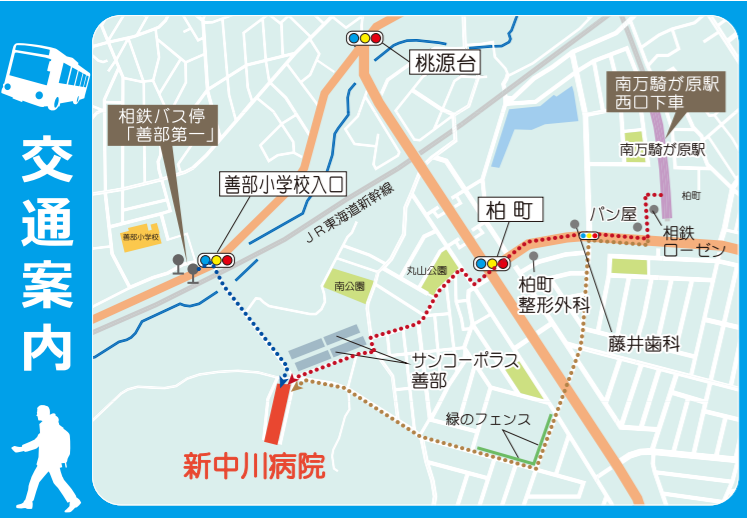 交通案内
桃源台
相鉄バス停
「善部第一」
南万騎が原駅
西口下車
南万騎が原駅
善部小学校入口
JR東海道新幹線
柏町
パン屋
柏町
相鉄
ローゼン
善部小学校
丸山公園
南公園
柏町
整形外科
藤井歯科
サンコーポラス
善部
緑のフェンス
新中川病院